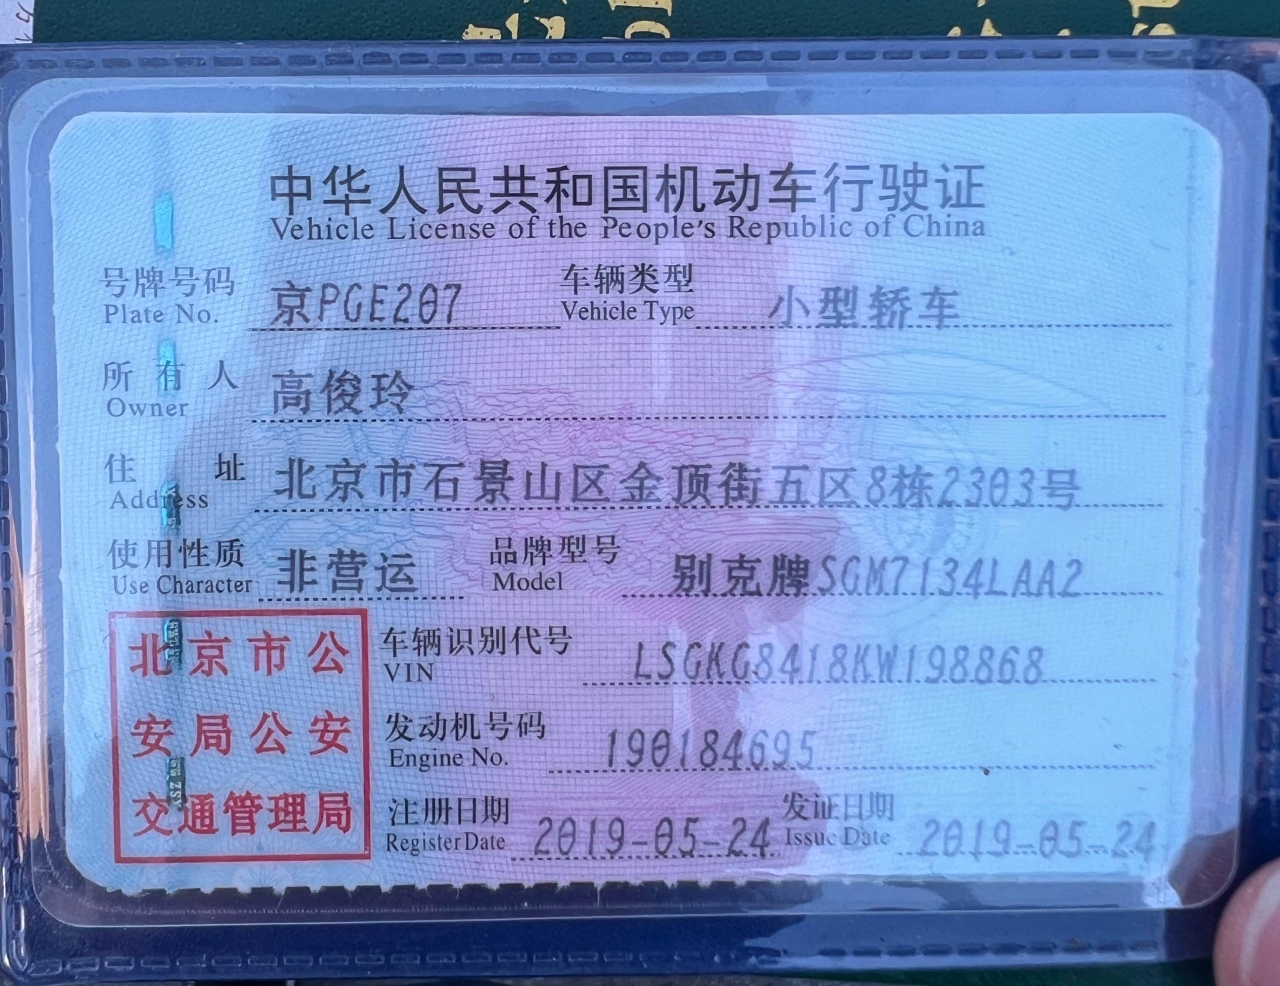 中华人民共和国机动车行驶证
Vehicle License of the People's Republic of China
号牌号码 京PGE207 车辆类型 小型轿车
Plate No. Vehicle Type
所有人 高俊玲
Owner
住址 北京市石景山区金顶街五区8栋2303号
Address
使用性质 非营运 品牌型号 别克牌SGM7134LAA2
Use Character Model
北京市公
安局公安
交通管理局
车辆识别代号 LSGKG8418KW198868
VIN
发动机号码 190184695
Engine No.
注册日期 2019-05-24 发证日期 2019-05-24
Register Date Issue Date